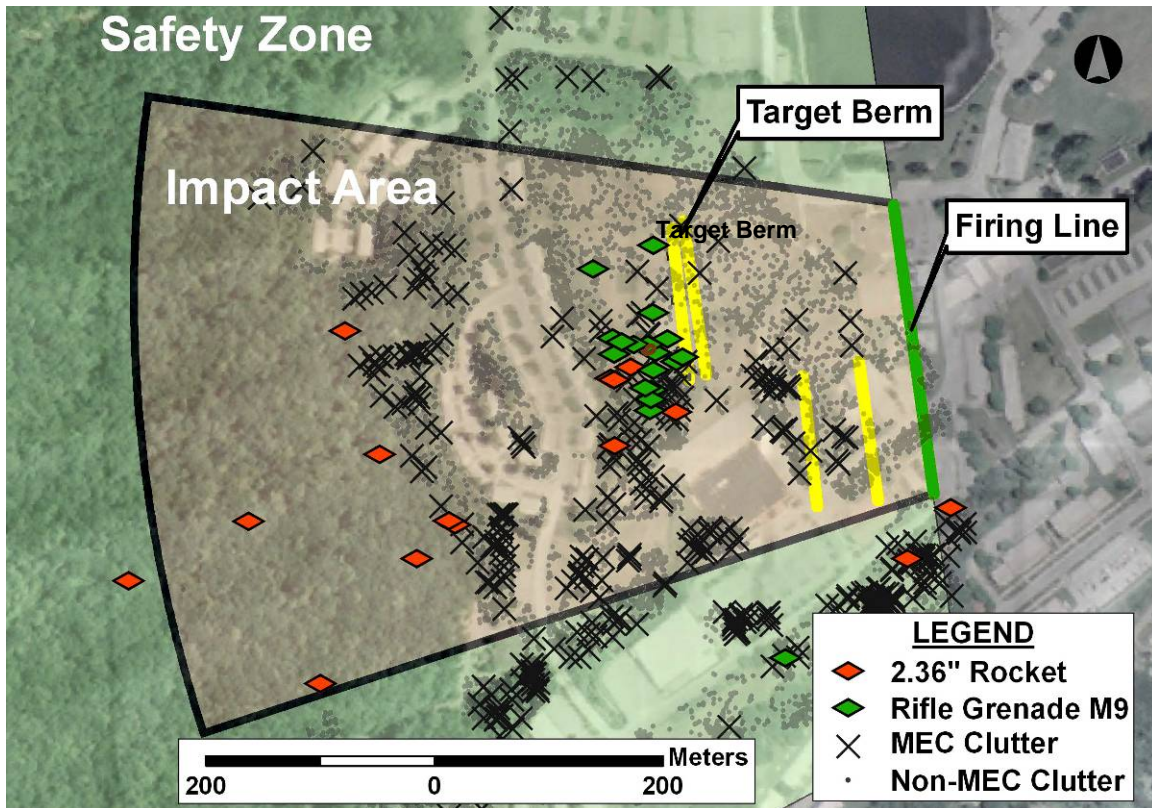 Safety Zone
Target Berm
Impact Area
Target Berm
Firing Line
LEGEND
2.36" Rocket
Rifle Grenade M9
MEC Clutter
Non-MEC Clutter
Meters
200 0 200